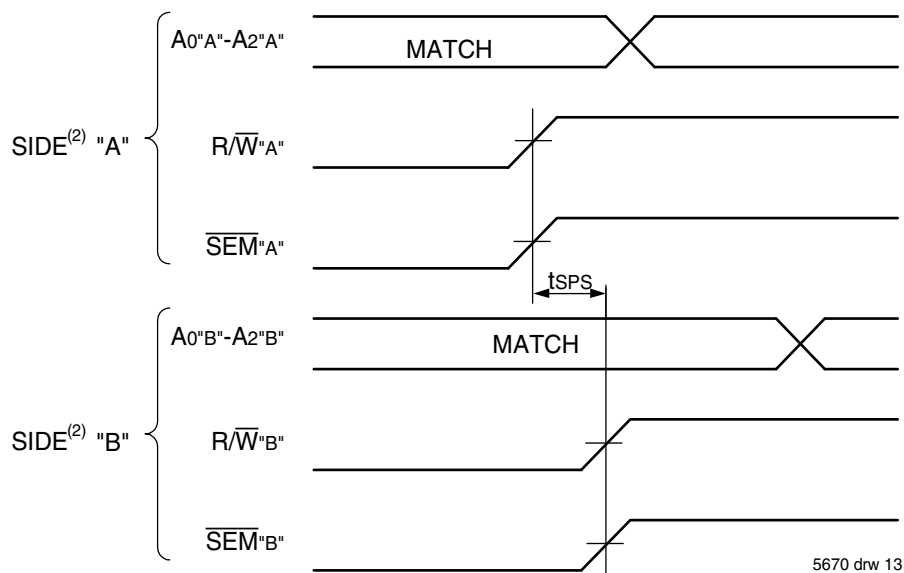 A0"A"-A2"A"
MATCH
SIDE(2) "A"
R/W"A"
SEM"A"
tSPS
A0"B"-A2"B"
MATCH
SIDE(2) "B"
R/W"B"
SEM"B"
5670 drw 13